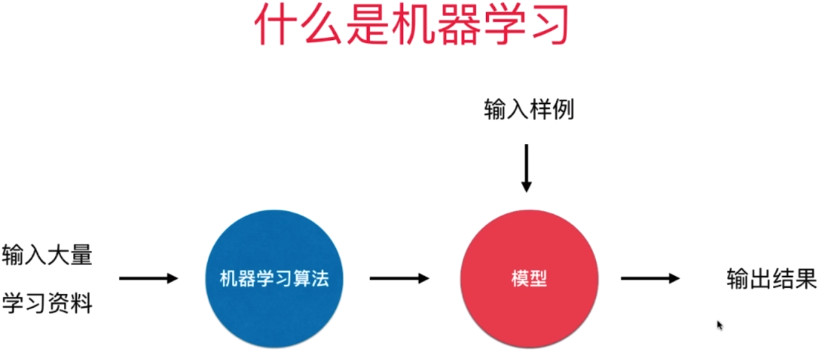 什么是机器学习
输入样例
输入大量
学习资料
机器学习算法
模型
输出结果